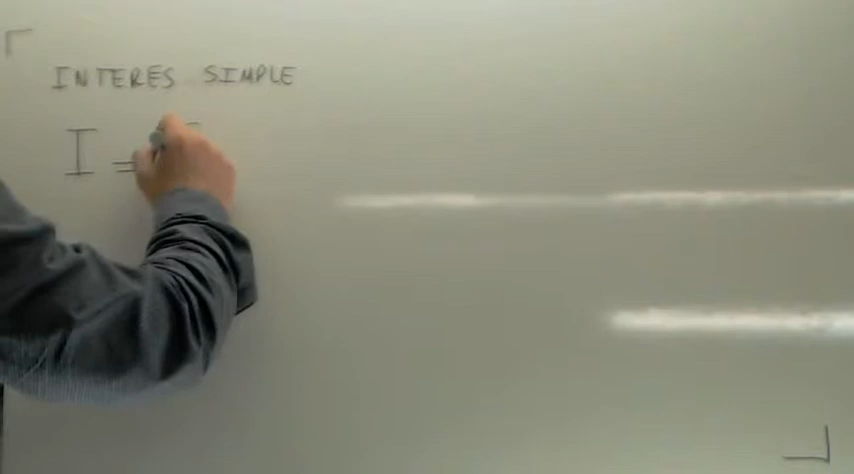 INTERES SIMPLE
I =